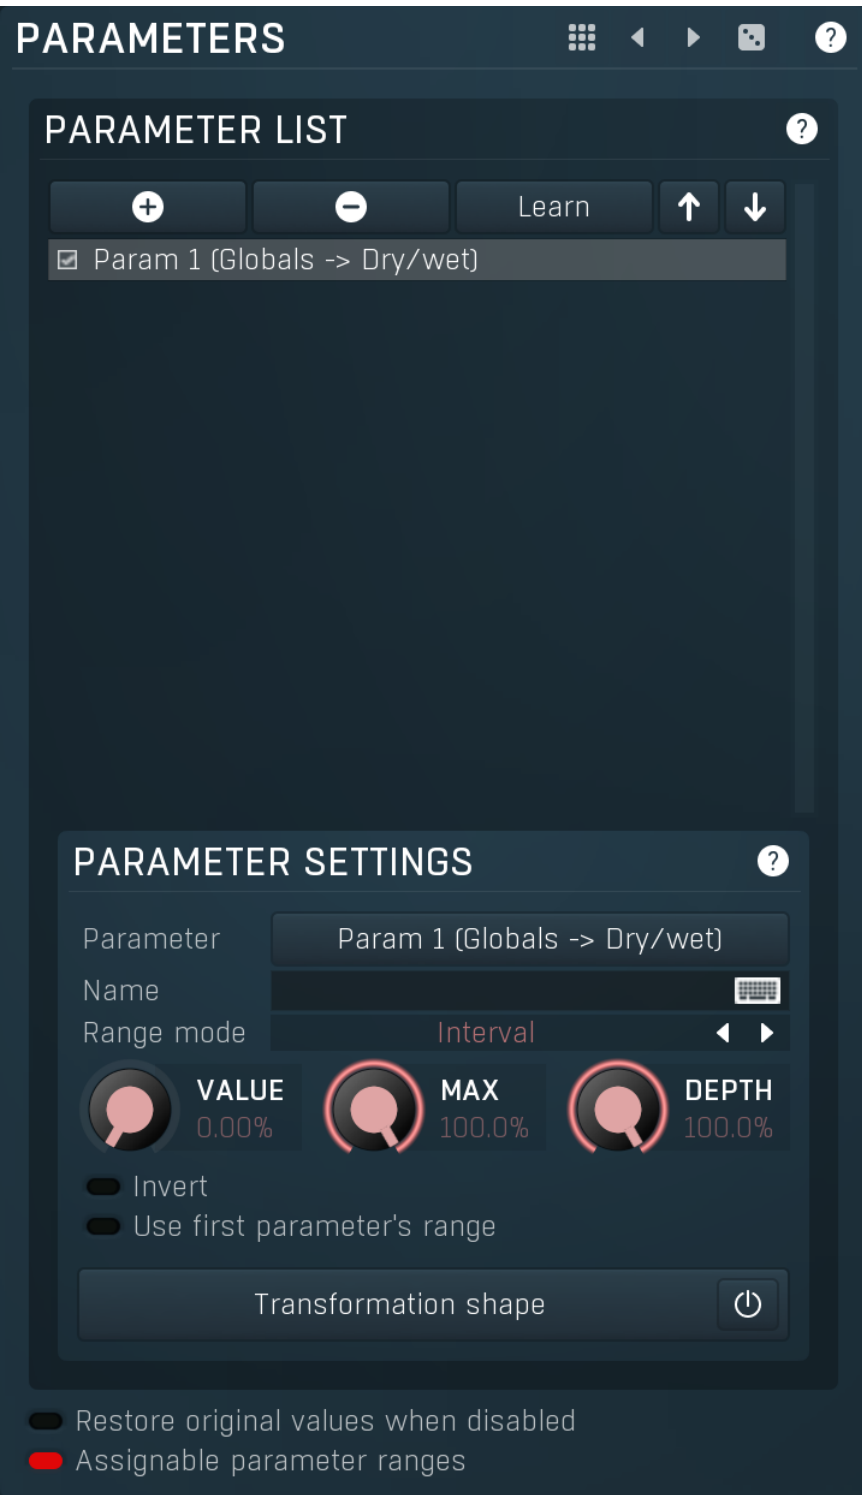 PARAMETERS ?
PARAMETER LIST ?
Learn
Param 1 (Globals -> Dry/wet)
PARAMETER SETTINGS ?
Parameter Param 1 (Globals -> Dry/wet)
Name
Range mode Interval
VALUE MAX DEPTH
0.00% 100.0% 100.0%
Invert
Use first parameter's range
Transformation shape
Restore original values when disabled
Assignable parameter ranges